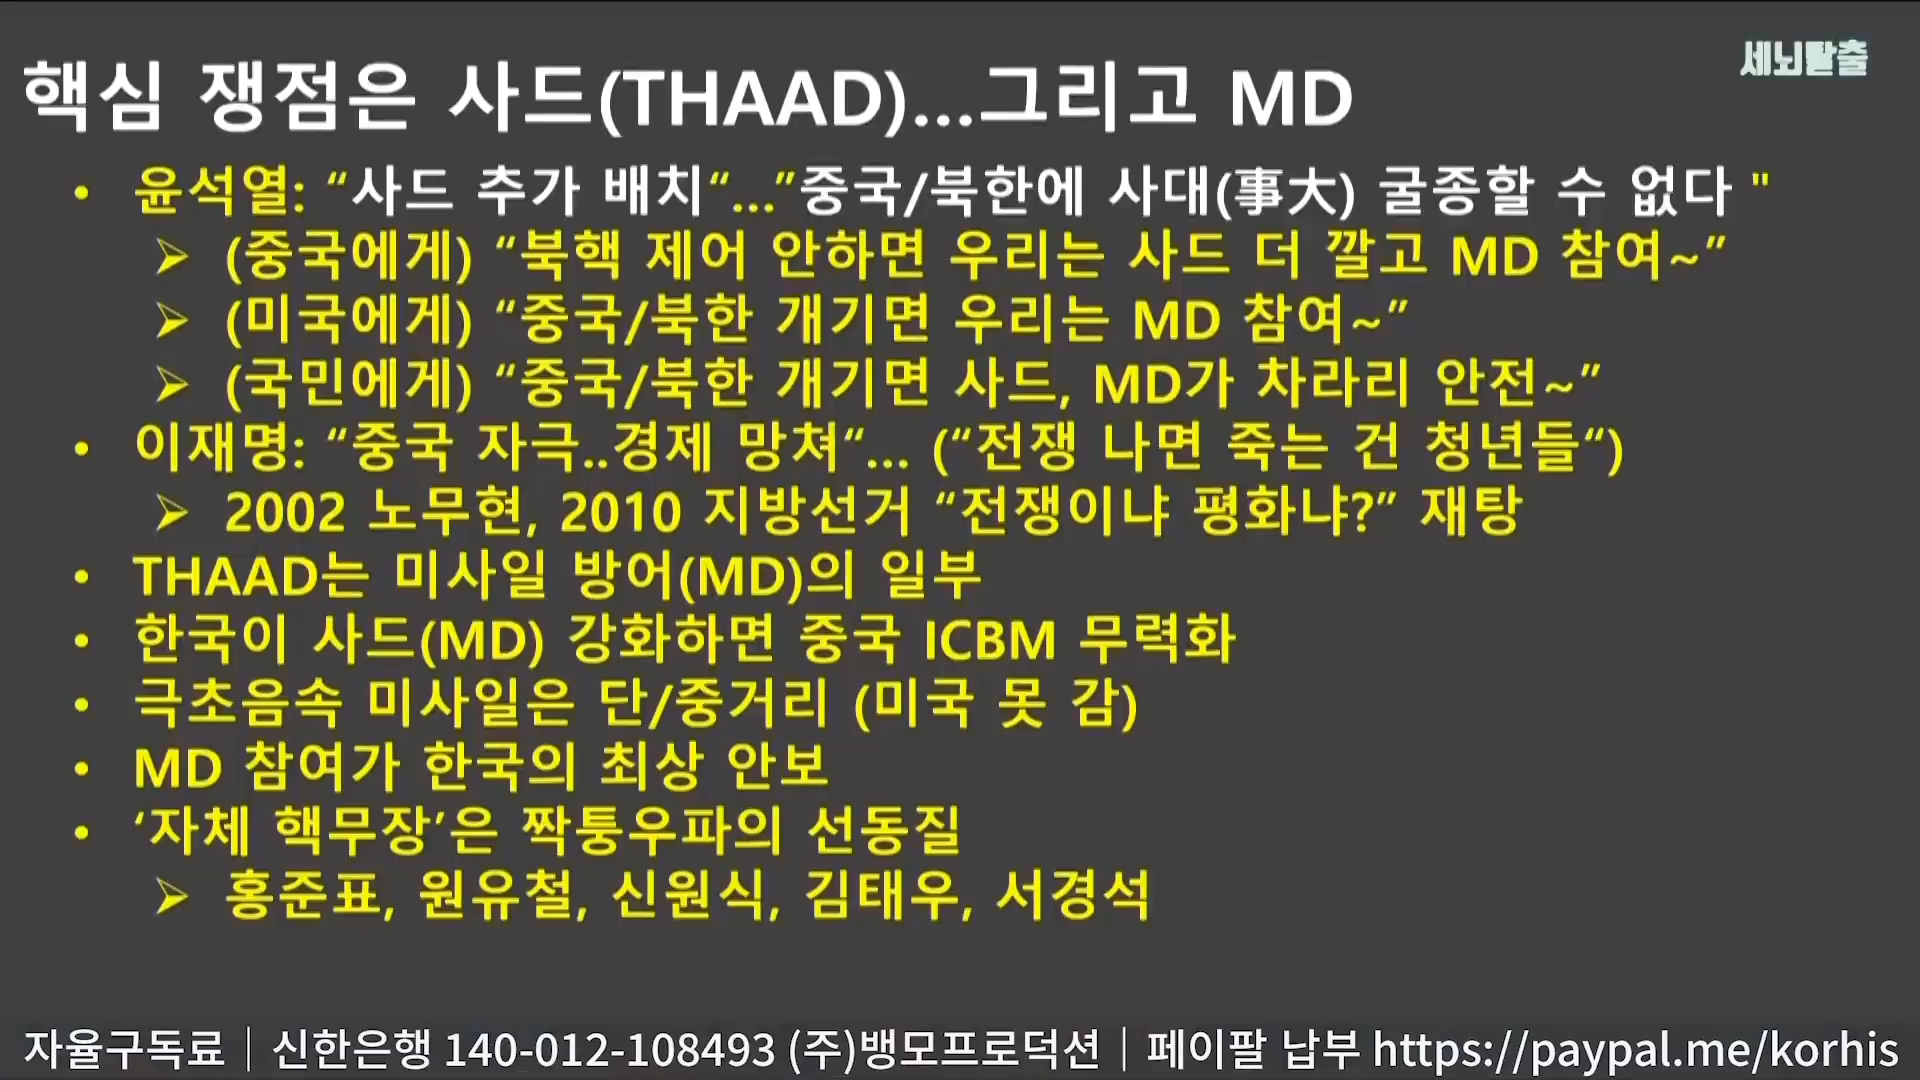 핵심 쟁점은 사드(THAAD)...그리고 MD
세뇌탈출
• 윤석열: “사드 추가 배치“...”중국/북한에 사대(事大) 굴종할 수 없다 "
➢ (중국에게) “북핵 제어 안하면 우리는 사드 더 깔고 MD 참여~”
➢ (미국에게) “중국/북한 개기면 우리는 MD 참여~”
➢ (국민에게) “중국/북한 개기면 사드, MD가 차라리 안전~”
• 이재명: “중국 자극..경제 망쳐“... (“전쟁 나면 죽는 건 청년들“)
➢ 2002 노무현, 2010 지방선거 “전쟁이냐 평화냐?” 재탕
• THAAD는 미사일 방어(MD)의 일부
• 한국이 사드(MD) 강화하면 중국 ICBM 무력화
• 극초음속 미사일은 단/중거리 (미국 못 감)
• MD 참여가 한국의 최상 안보
• ‘자체 핵무장’은 짝퉁우파의 선동질
➢ 홍준표, 원유철, 신원식, 김태우, 서경석
자율구독료│신한은행 140-012-108493 (주)뱅모프로덕션│페이팔 납부 https://paypal.me/korhis